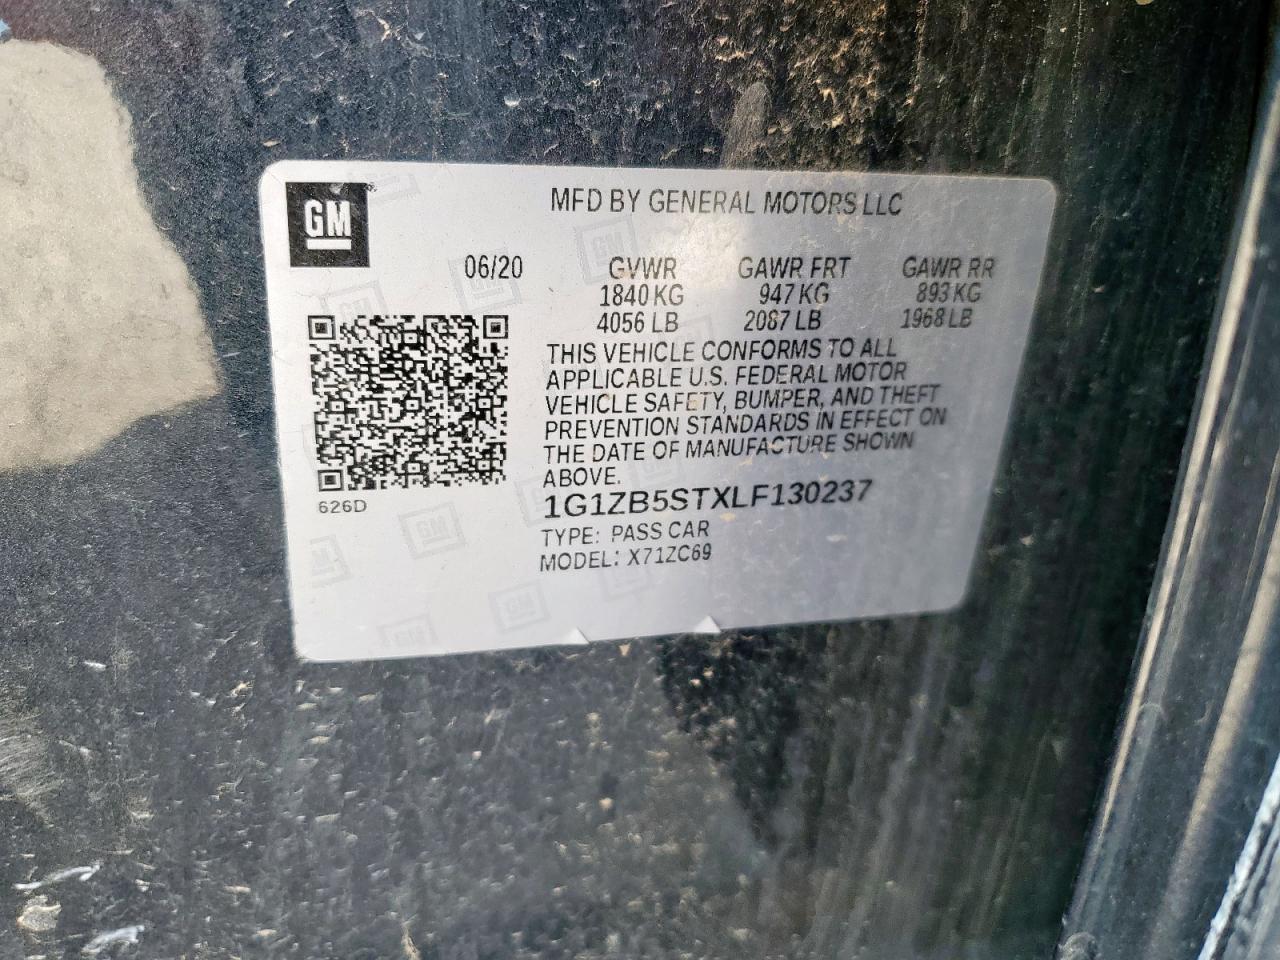 GM
MFD BY GENERAL MOTORS LLC
06/20 GVWR GAWR FRT GAWR RR
1840 KG 947 KG 893 KG
4056 LB 2087 LB 1968 LB
THIS VEHICLE CONFORMS TO ALL
APPLICABLE U.S. FEDERAL MOTOR
VEHICLE SAFETY, BUMPER, AND THEFT
PREVENTION STANDARDS IN EFFECT ON
THE DATE OF MANUFACTURE SHOWN
ABOVE.
626D
1G1ZB5STXLF130237
TYPE: PASS CAR
MODEL: X71ZC69